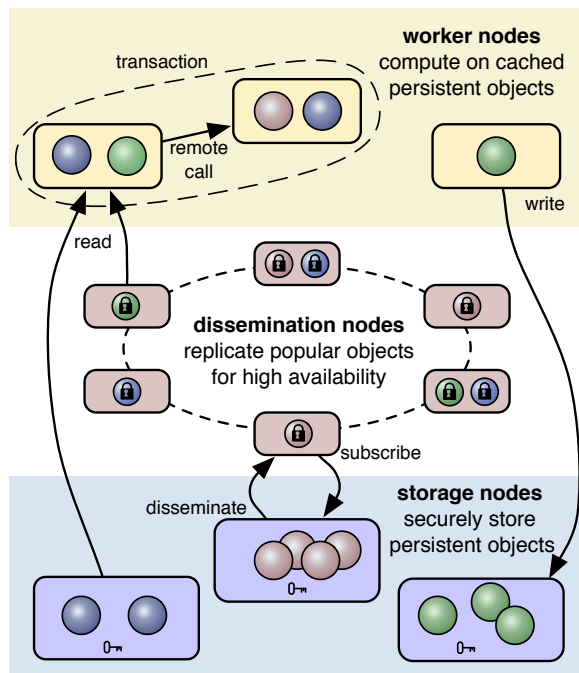 worker nodes
compute on cached
persistent objects
transaction
remote
call
write
read
dissemination nodes
replicate popular objects
for high availability
subscribe
disseminate
storage nodes
securely store
persistent objects